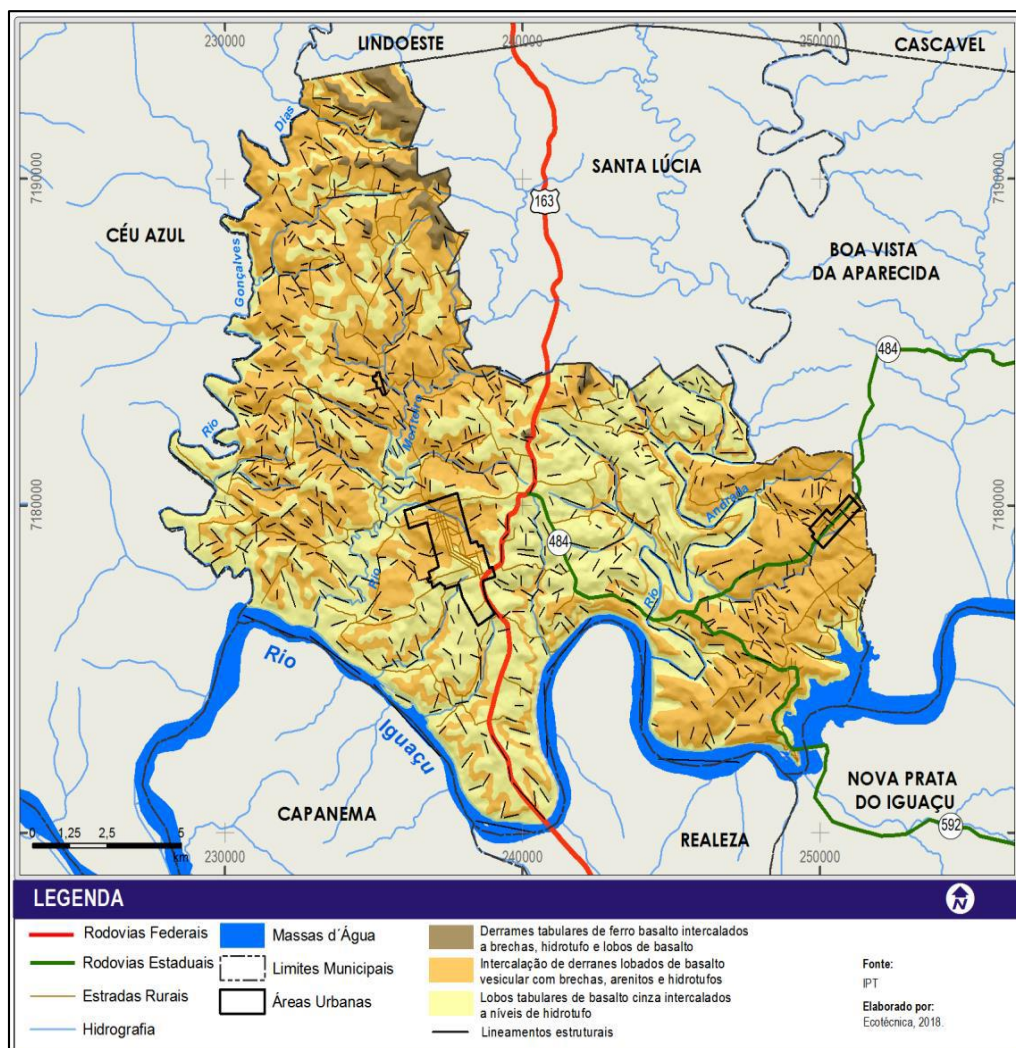 230000
240000
250000
LINDOESTE
CASCAVEL
Dias
7190000
SANTA LÚCIA
7190000
163
CÉU AZUL
Gonçalves
BOA VISTA
DA APARECIDA
484
Monteiro
Rio
7180000
Andrada
7180000
484
Rio
Rio
Rio
Iguaçu
CAPANEMA
REALEZA
NOVA PRATA
DO IGUAÇU
592
0 1,25 2,5 5
km
230000
240000
250000
LEGENDA
N
Rodovias Federais
Rodovias Estaduais
Estradas Rurais
Hidrografia
Massas d´Água
Limites Municipais
Áreas Urbanas
Derrames tabulares de ferro basalto intercalados
a brechas, hidrotufo e lobos de basalto
Intercalação de derranes lobados de basalto
vesicular com brechas, arenitos e hidrotufos
Lobos tabulares de basalto cinza intercalados
a níveis de hidrotufo
Lineamentos estruturais
Fonte:
IPT
Elaborado por:
Ecotécnica, 2018.